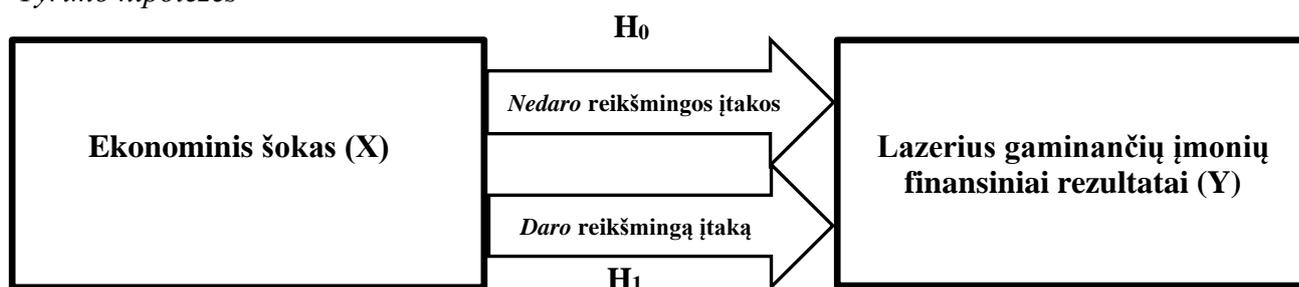 Tyrimo hipotezės
H₀
Nedaro reikšmingos įtakos
Ekonominis šokas (X)
Lazerius gaminančių įmonių
finansiniai rezultatai (Y)
Daro reikšmingą įtaką
H₁